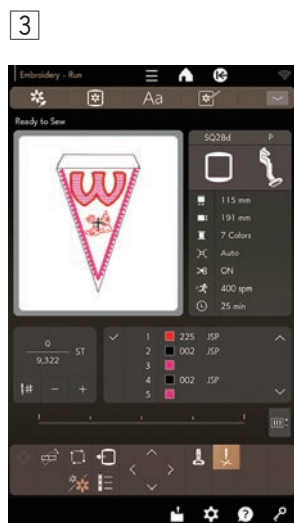 3
Embroidery - Run
Aa
Ready to Sew
SQ28d P
W
115 mm
191 mm
7 Colors
Auto
ON
400 spm
25 min
0
9,322 ST
1 225 JSP
2 002 JSP
3
4 002 JSP
5
# - +